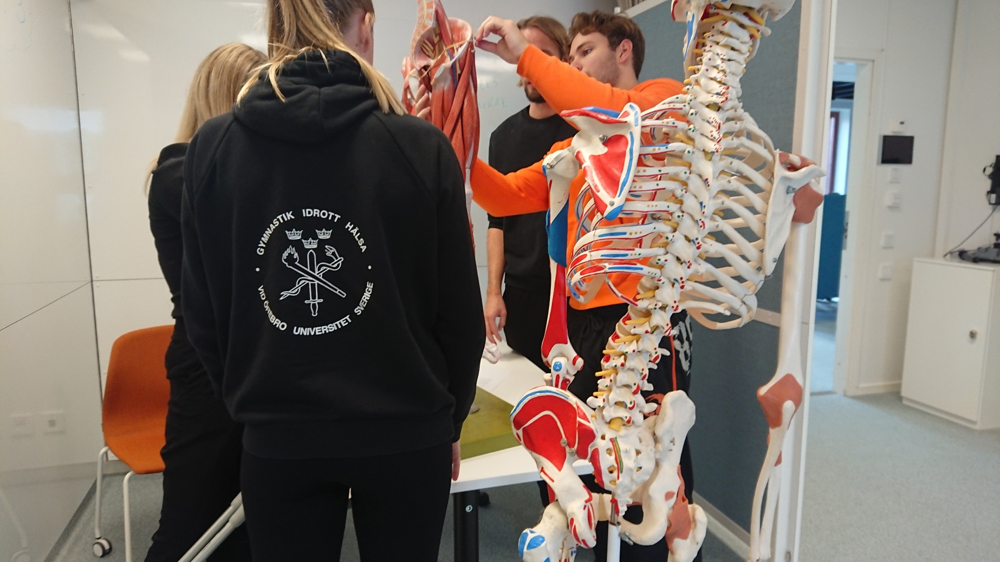 GYMNASTIK IDROTT HÄLSA
VID ÖREBRO UNIVERSITET SVERIGE